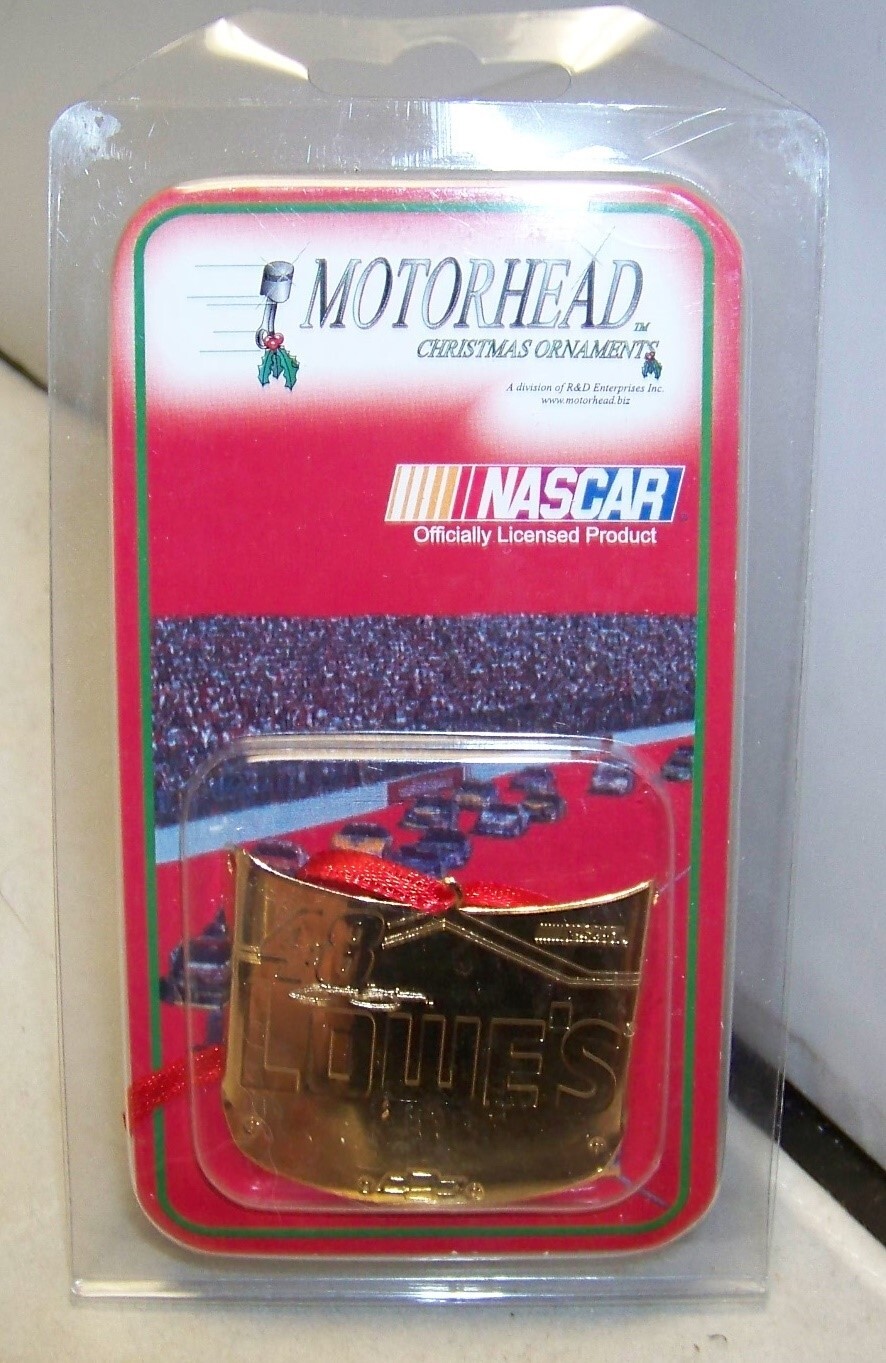 MOTORHEAD TM
CHRISTMAS ORNAMENTS
A division of R&D Enterprises Inc.
www.motorhead.biz
NASCAR
Officially Licensed Product
48
LOWE'S